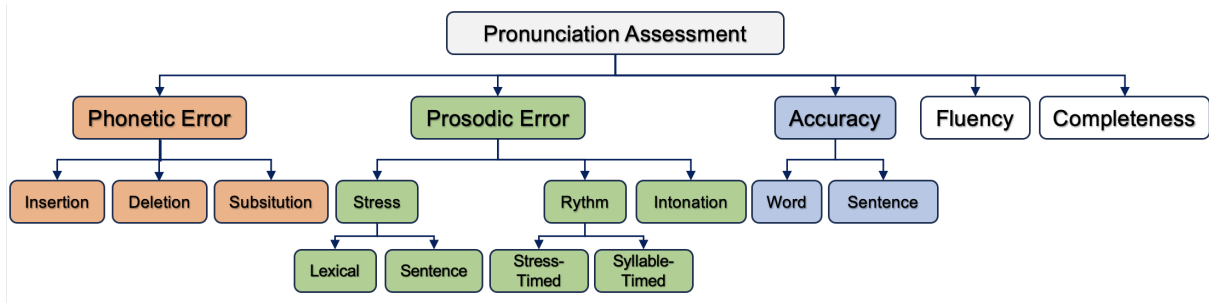 Pronunciation Assessment
Phonetic Error
Prosodic Error
Accuracy
Fluency
Completeness
Insertion
Deletion
Subsitution
Stress
Rythm
Intonation
Word
Sentence
Lexical
Sentence
Stress-
Timed
Syllable-
Timed